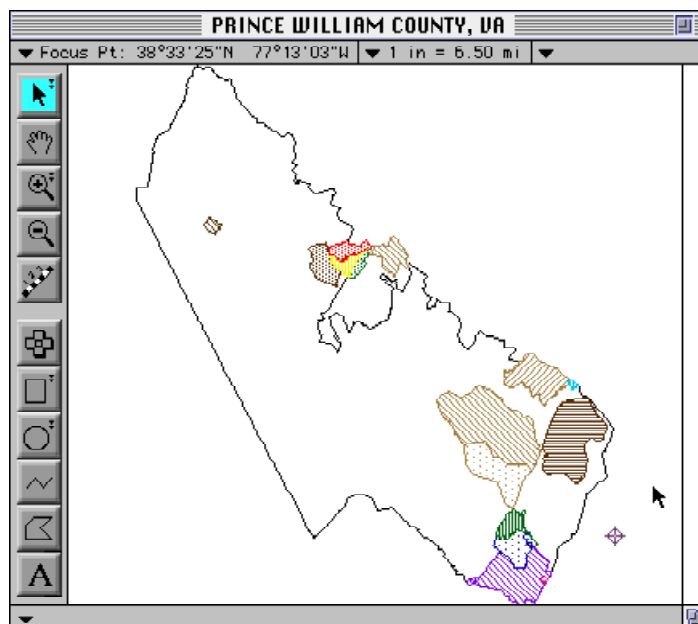 PRINCE WILLIAM COUNTY, VA
Focus Pt: 38°33'25"N 77°13'03"W 1 in = 6.50 mi
A